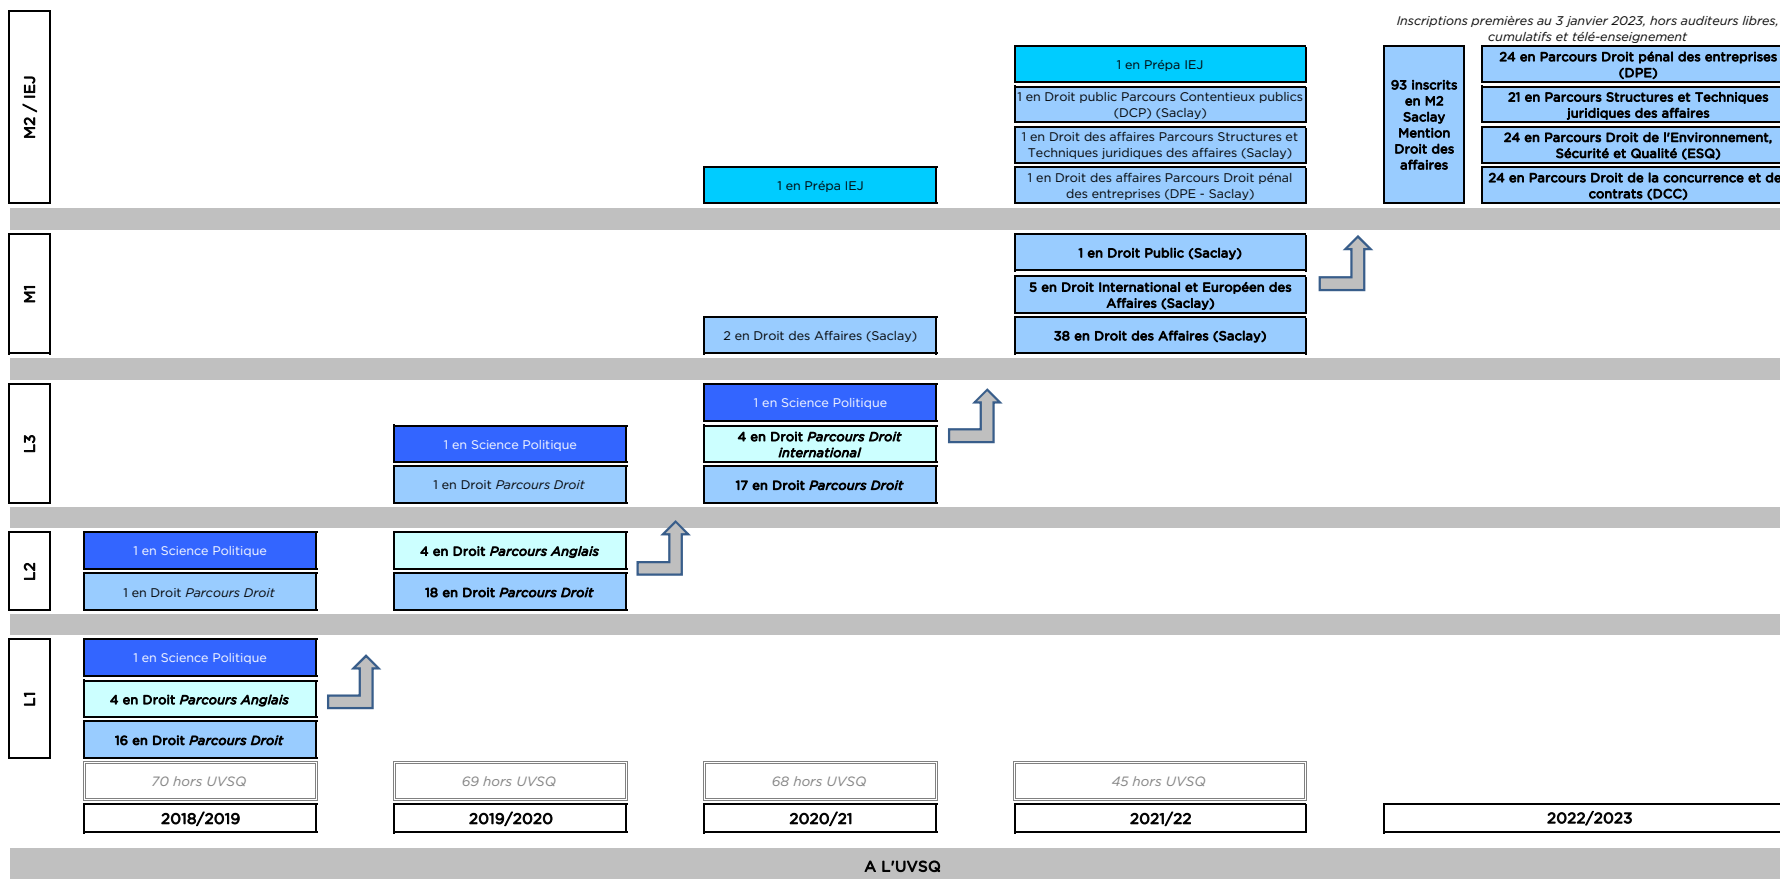 Inscriptions premières au 3 janvier 2023, hors auditeurs libres,
cumulatifs et télé-enseignement
M2 / IEJ
1 en Prépa IEJ
1 en Prépa IEJ
1 en Droit public Parcours Contentieux publics
(DCP) (Saclay)
1 en Droit des affaires Parcours Structures et
Techniques juridiques des affaires (Saclay)
1 en Droit des affaires Parcours Droit pénal
des entreprises (DPE - Saclay)
93 inscrits
en M2
Saclay
Mention
Droit des
affaires
24 en Parcours Droit pénal des entreprises
(DPE)
21 en Parcours Structures et Techniques
juridiques des affaires
24 en Parcours Droit de l'Environnement,
Sécurité et Qualité (ESQ)
24 en Parcours Droit de la concurrence et de
contrats (DCC)
M1
2 en Droit des Affaires (Saclay)
1 en Droit Public (Saclay)
5 en Droit International et Européen des
Affaires (Saclay)
38 en Droit des Affaires (Saclay)
L3
1 en Science Politique
1 en Droit Parcours Droit
1 en Science Politique
4 en Droit Parcours Droit
international
17 en Droit Parcours Droit
L2
1 en Science Politique
1 en Droit Parcours Droit
4 en Droit Parcours Anglais
18 en Droit Parcours Droit
L1
1 en Science Politique
4 en Droit Parcours Anglais
16 en Droit Parcours Droit
70 hors UVSQ
69 hors UVSQ
68 hors UVSQ
45 hors UVSQ
2018/2019
2019/2020
2020/21
2021/22
2022/2023
A L'UVSQ